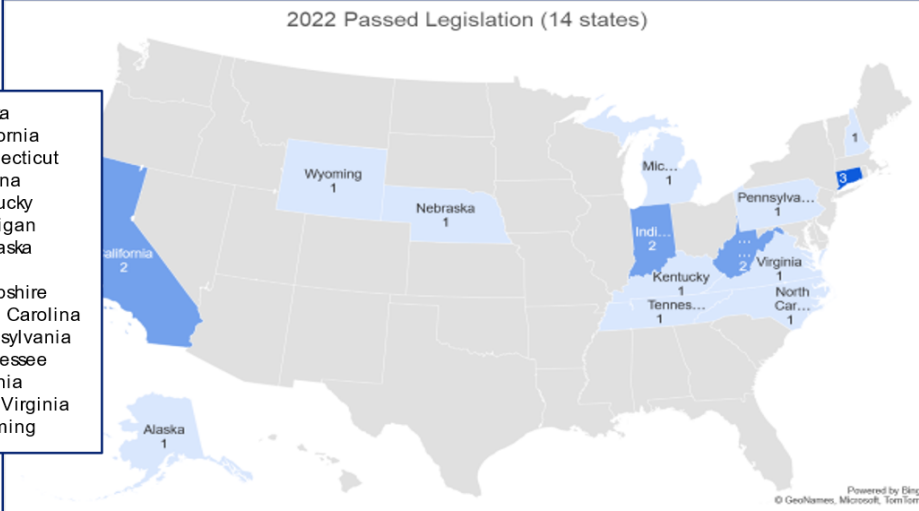 2022 Passed Legislation (14 states)
a
ornia
ecticut
na
ucky
igan
aska
pshire
Carolina
sylvania
essee
nia
Virginia
ming
California
2
Wyoming
1
Nebraska
1
Mic...
1
Indi...
2
Kentucky
1
Tennes...
1
Pennsylva...
1
...
...
2
Virginia
1
North
Car...
1
1
3
Alaska
1
Powered by Bing
© GeoNames, Microsoft, TomTom